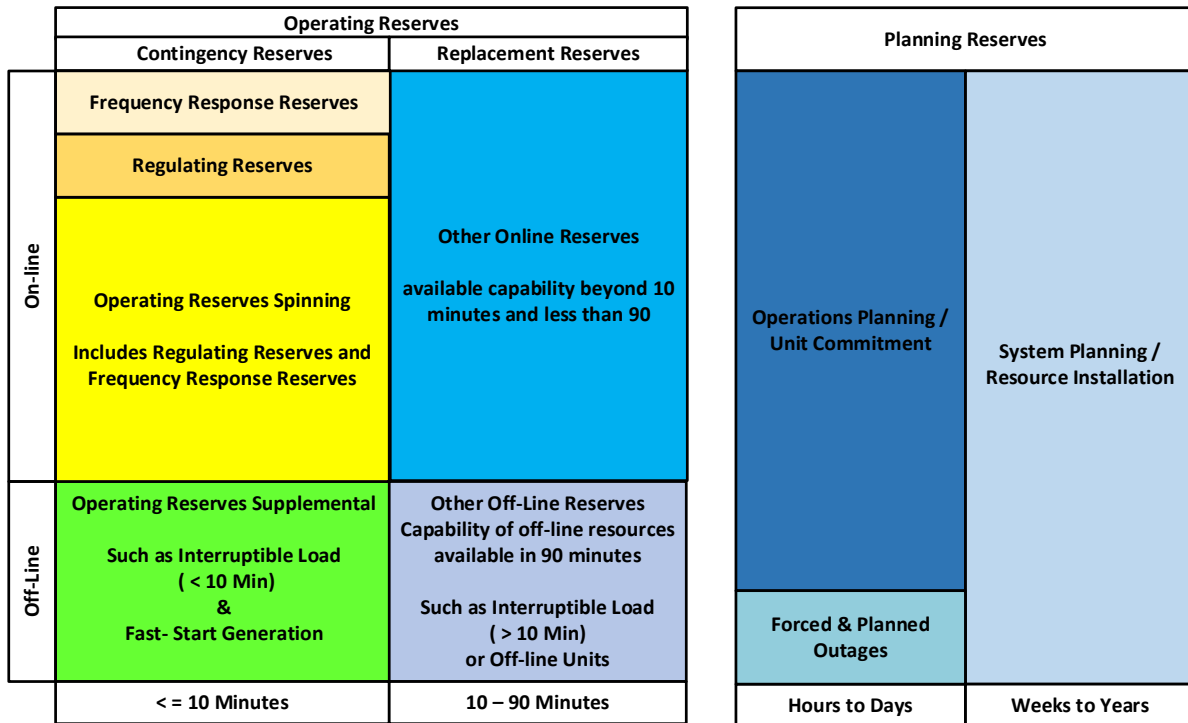 Operating Reserves
Contingency Reserves
Replacement Reserves
On-line
Frequency Response Reserves
Regulating Reserves
Operating Reserves Spinning
Includes Regulating Reserves and
Frequency Response Reserves
Other Online Reserves
available capability beyond 10
minutes and less than 90
Off-Line
Operating Reserves Supplemental
Such as Interruptible Load
( < 10 Min)
&
Fast- Start Generation
Other Off-Line Reserves
Capability of off-line resources
available in 90 minutes
Such as Interruptible Load
( > 10 Min)
or Off-line Units
< = 10 Minutes
10 – 90 Minutes
Planning Reserves
Operations Planning /
Unit Commitment
System Planning /
Resource Installation
Forced & Planned
Outages
Hours to Days
Weeks to Years